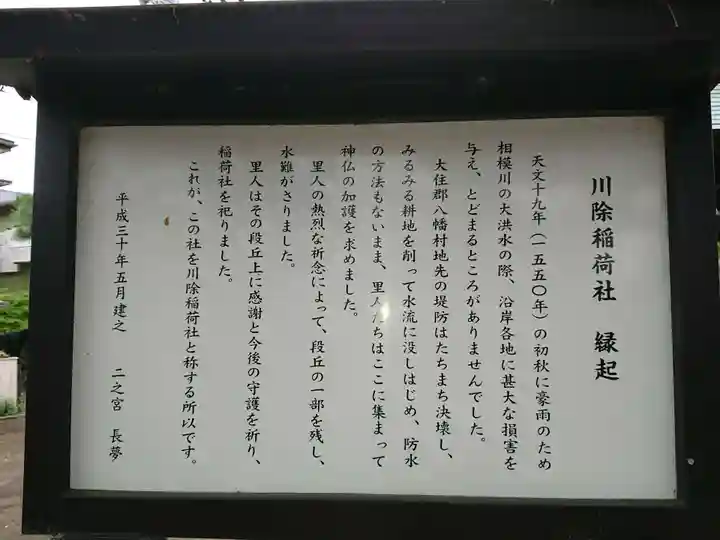 川除稲荷社 縁起
天文十九年(一五五〇年)の初秋に豪雨のため
相模川の大洪水の際、沿岸各地に甚大な損害を
与え、とどまるところがありませんでした。
大住郡八幡村地先の堤防はたちまち決壊し、
みるみる耕地を削って水流に没しはじめ、防水
の方法もないまま、里人たちはここに集まって
神仏の加護を求めました。
里人の熱烈な祈念によって、段丘の一部を残し、
水難がさりました。
里人はその段丘上に感謝と今後の守護を祈り、
稲荷社を祀りました。
これが、この社を川除稲荷社と称する所以です。
平成三十年五月建之 二之宮 長夢